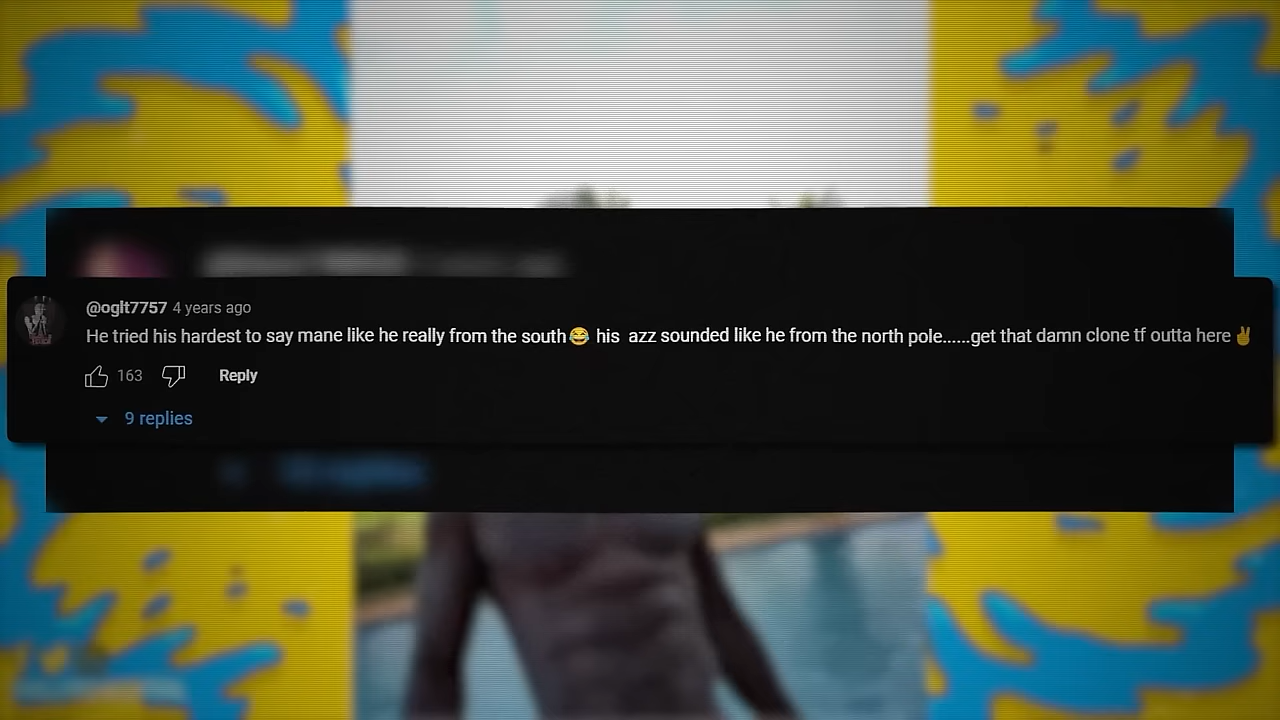 @oglt7757 4 years ago
He tried his hardest to say mane like he really from the south😂 his  azz sounded like he from the north pole......get that damn clone tf outta here✌
163 Reply
9 replies